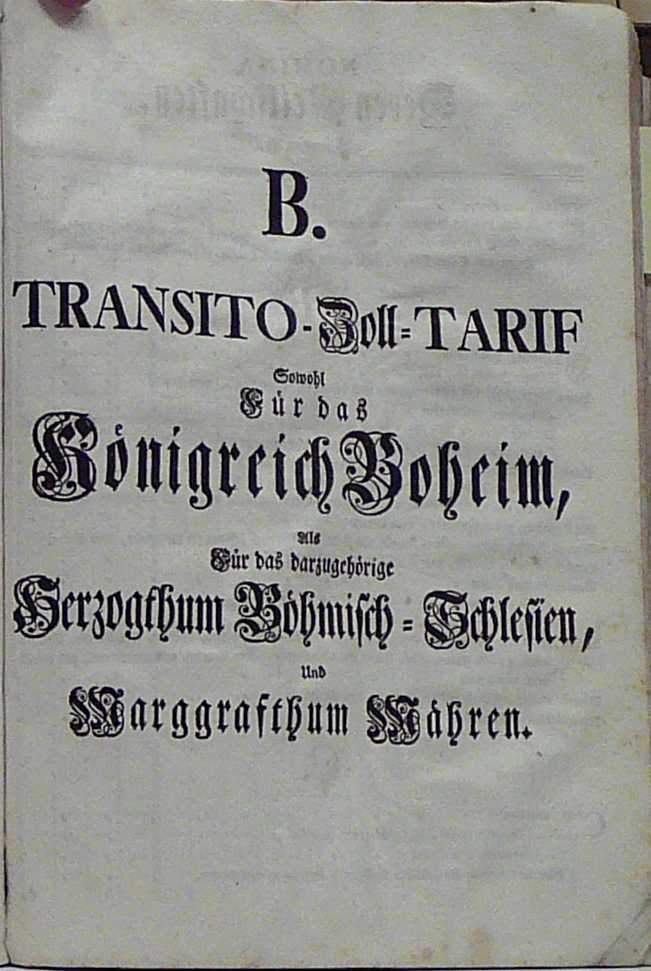 B.
TRANSITO-Zoll-TARIF
Sowohl
Für das
Königreich Boheim,
Als
Für das darzugehörige
Herzogthum Böhmisch-Schlesien,
Und
Marggrafthum Mähren.